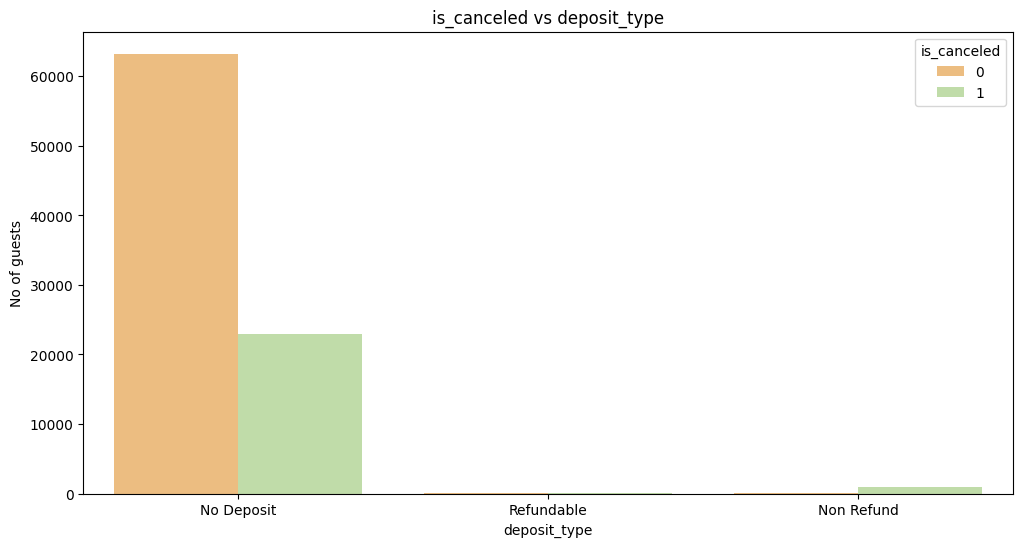 is_canceled vs deposit_type
is_canceled
0
1
No of guests
60000
50000
40000
30000
20000
10000
0
No Deposit
Refundable
Non Refund
deposit_type